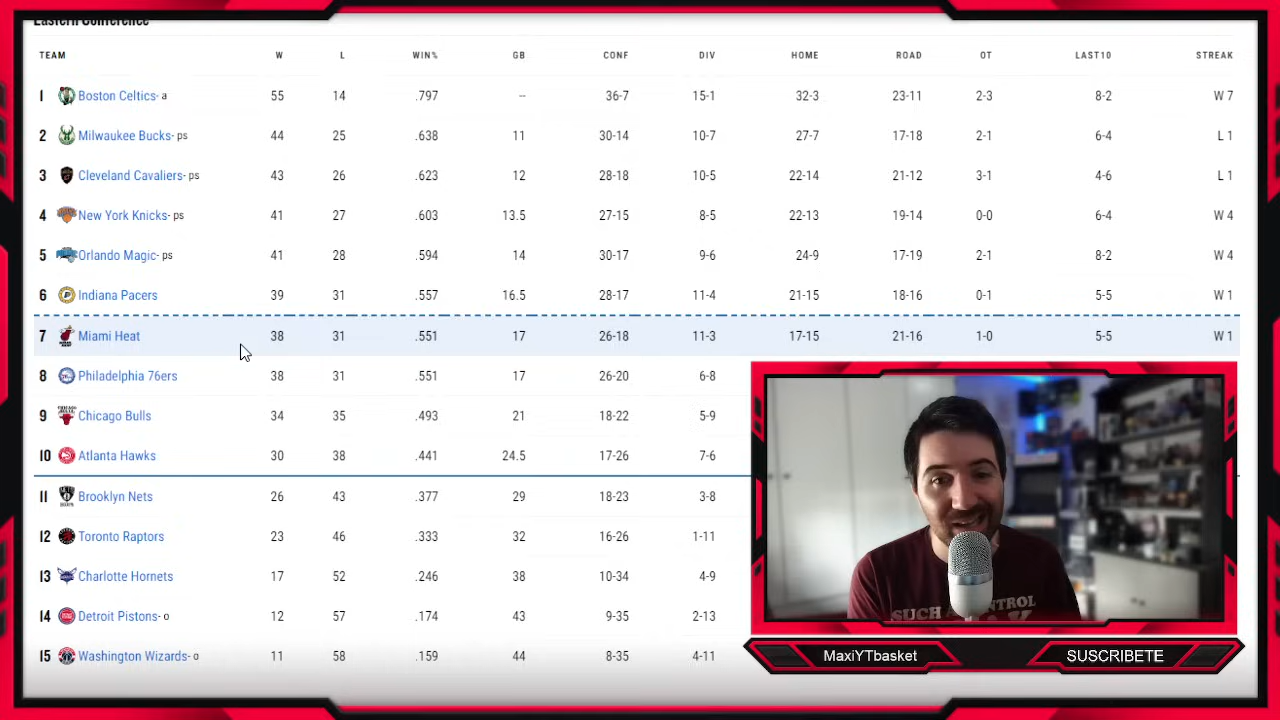 Eastern Conference
TEAM W L WIN% GB CONF DIV HOME ROAD OT LAST10 STREAK
1 Boston Celtics- a 55 14 .797 -- 36-7 15-1 32-3 23-11 2-3 8-2 W 7
2 Milwaukee Bucks- ps 44 25 .638 11 30-14 10-7 27-7 17-18 2-1 6-4 L 1
3 Cleveland Cavaliers- ps 43 26 .623 12 28-18 10-5 22-14 21-12 3-1 4-6 L 1
4 New York Knicks- ps 41 27 .603 13.5 27-15 8-5 22-13 19-14 0-0 6-4 W 4
5 Orlando Magic- ps 41 28 .594 14 30-17 9-6 24-9 17-19 2-1 8-2 W 4
6 Indiana Pacers 39 31 .557 16.5 28-17 11-4 21-15 18-16 0-1 5-5 W 1
7 Miami Heat 38 31 .551 17 26-18 11-3 17-15 21-16 1-0 5-5 W 1
8 Philadelphia 76ers 38 31 .551 17 26-20 6-8
9 Chicago Bulls 34 35 .493 21 18-22 5-9
10 Atlanta Hawks 30 38 .441 24.5 17-26 7-6
11 Brooklyn Nets 26 43 .377 29 18-23 3-8
12 Toronto Raptors 23 46 .333 32 16-26 1-11
13 Charlotte Hornets 17 52 .246 38 10-34 4-9
14 Detroit Pistons- o 12 57 .174 43 9-35 2-13
15 Washington Wizards- o 11 58 .159 44 8-35 4-11
SUCH A CONTROL
MaxiYTbasket
SUSCRIBETE